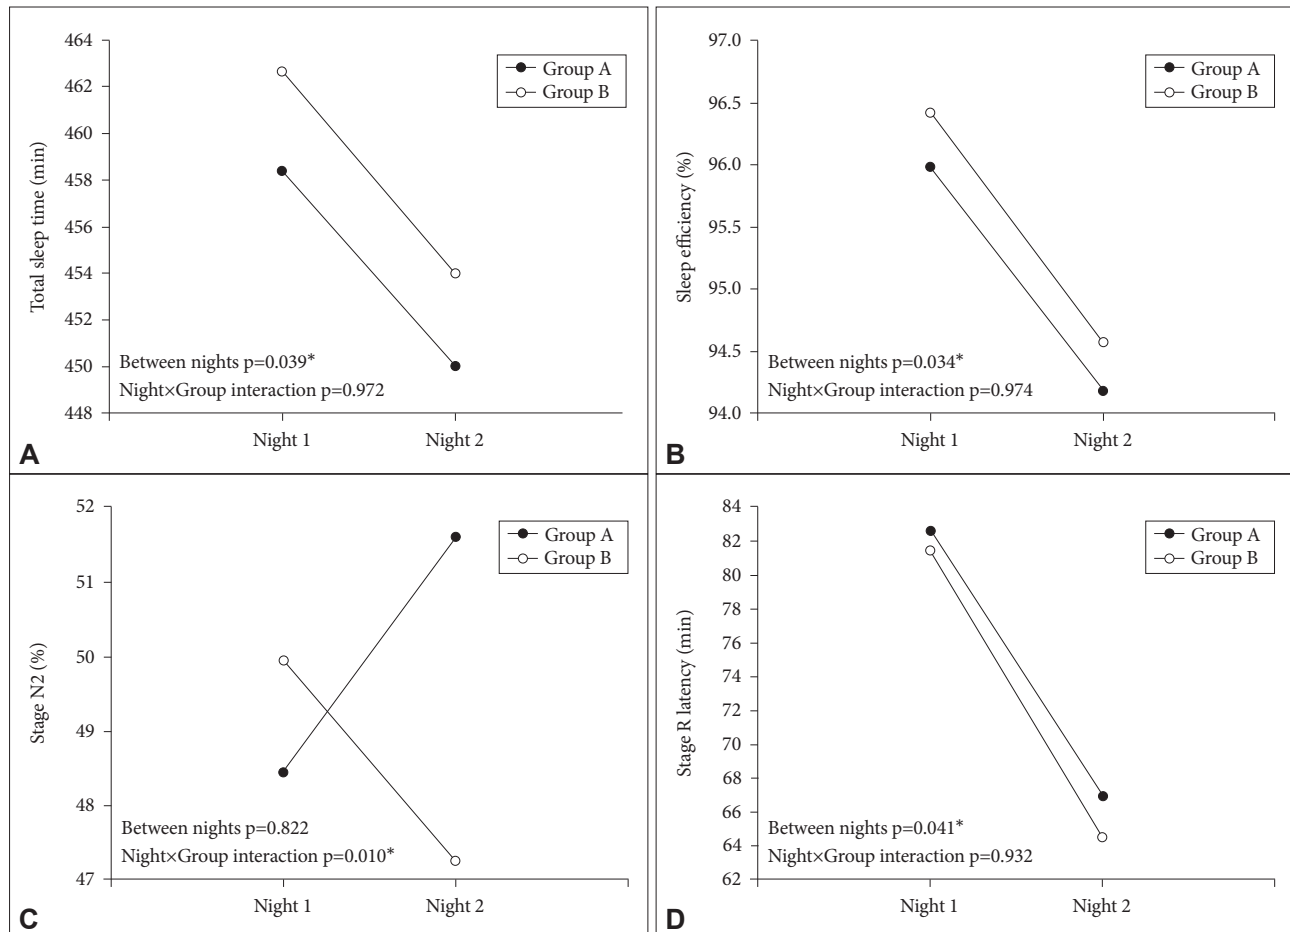 464
462
460
458
456
454
452
450
448
Total sleep time (min)
Group A
Group B
Between nights p=0.039*
Night×Group interaction p=0.972
Night 1
Night 2
A
97.0
96.5
96.0
95.5
95.0
94.5
94.0
Sleep efficiency (%)
Group A
Group B
Between nights p=0.034*
Night×Group interaction p=0.974
Night 1
Night 2
B
52
51
50
49
48
47
Stage N2 (%)
Group A
Group B
Between nights p=0.822
Night×Group interaction p=0.010*
Night 1
Night 2
C
84
82
80
78
76
74
72
70
68
66
64
62
Stage R latency (min)
Group A
Group B
Between nights p=0.041*
Night×Group interaction p=0.932
Night 1
Night 2
D